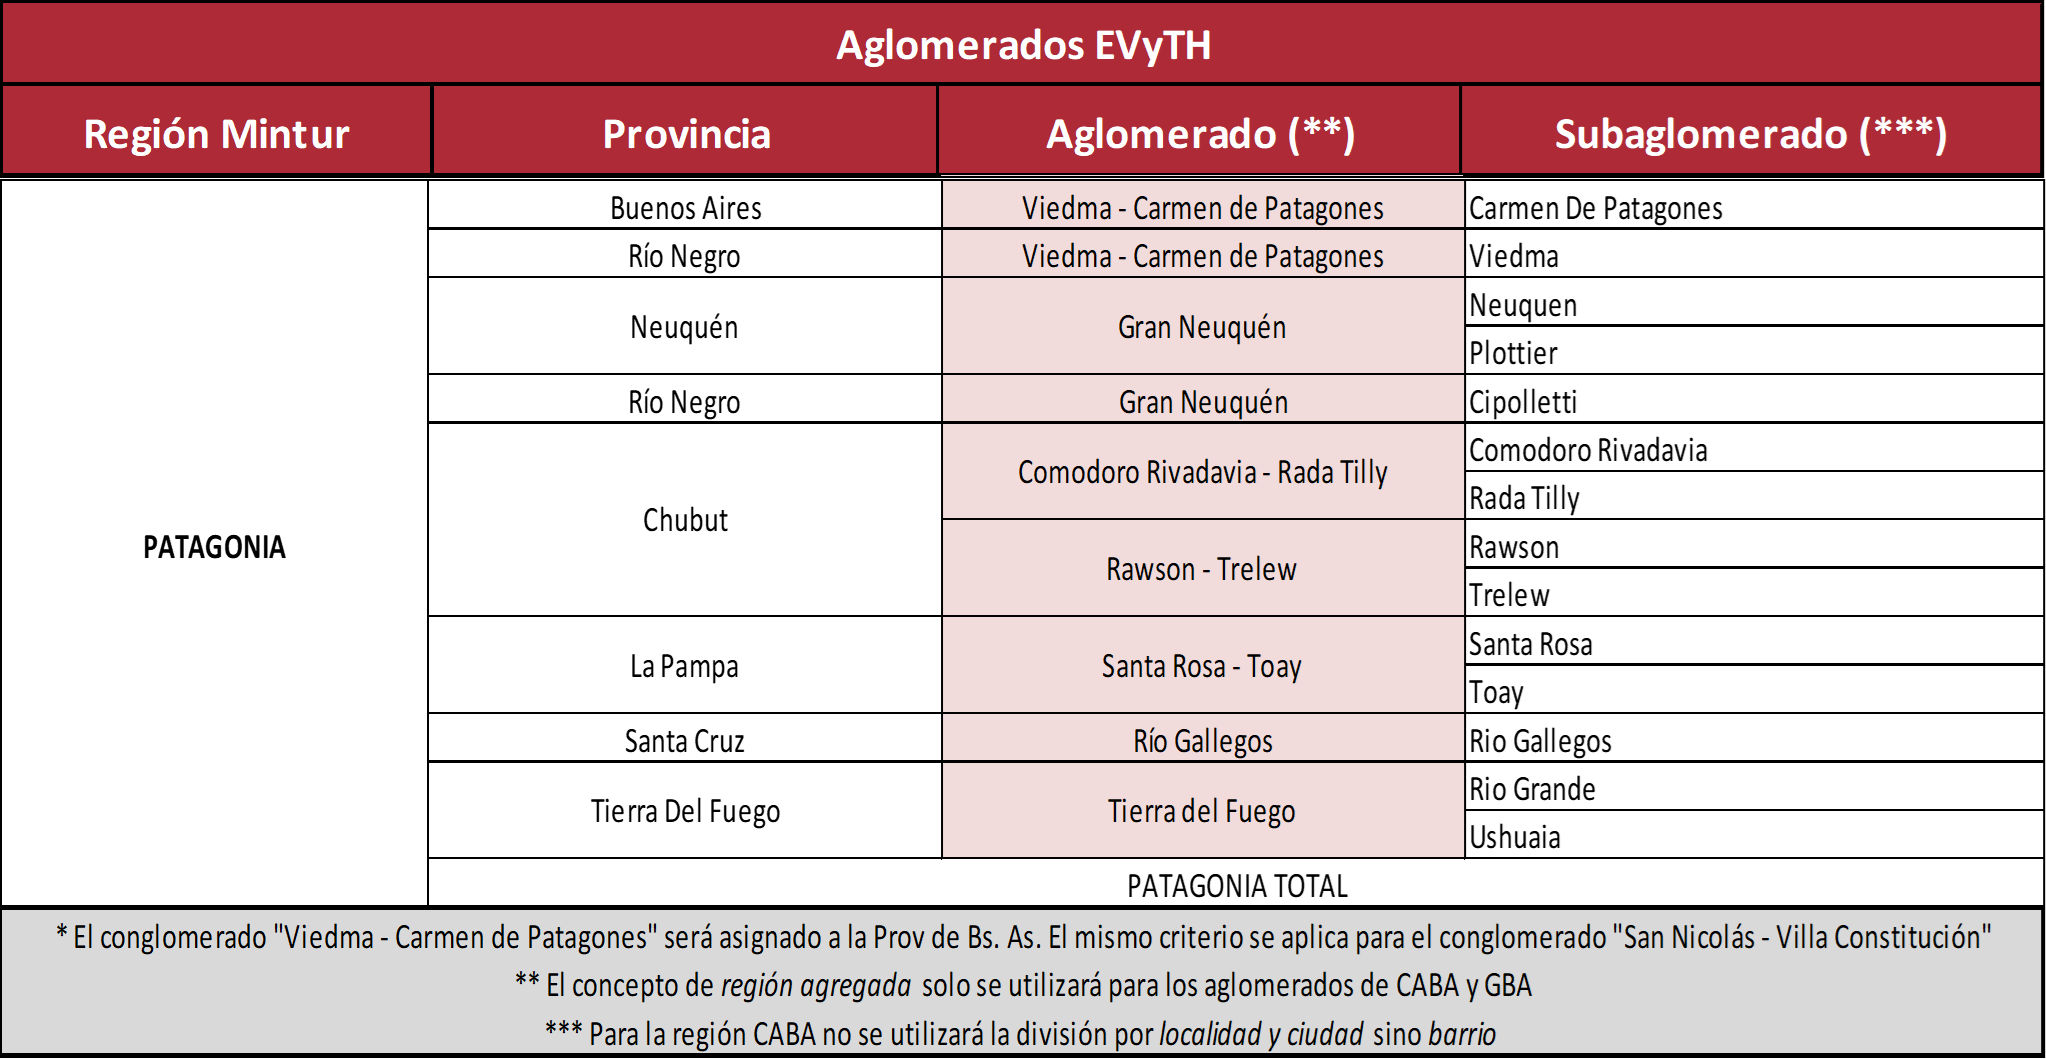 Aglomerados EVyTH
Región Mintur Provincia Aglomerado (**) Subaglomerado (***)
PATAGONIA
Buenos Aires Viedma - Carmen de Patagones Carmen De Patagones
Río Negro Viedma - Carmen de Patagones Viedma
Neuquén Gran Neuquén Neuquen
Plottier
Río Negro Gran Neuquén Cipolletti
Chubut Comodoro Rivadavia - Rada Tilly Comodoro Rivadavia
Rada Tilly
Rawson - Trelew Rawson
Trelew
La Pampa Santa Rosa - Toay Santa Rosa
Toay
Santa Cruz Río Gallegos Rio Gallegos
Tierra Del Fuego Tierra del Fuego Rio Grande
Ushuaia
PATAGONIA TOTAL
* El conglomerado "Viedma - Carmen de Patagones" será asignado a la Prov de Bs. As. El mismo criterio se aplica para el conglomerado "San Nicolás - Villa Constitución"
** El concepto de región agregada solo se utilizará para los aglomerados de CABA y GBA
*** Para la región CABA no se utilizará la división por localidad y ciudad sino barrio